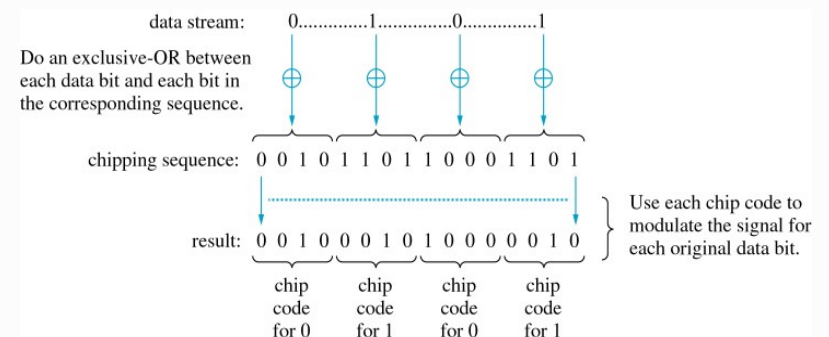 data stream: 0.............1..............0..............1
Do an exclusive-OR between
each data bit and each bit in
the corresponding sequence.
chipping sequence: 0 0 1 0 1 1 0 1 1 0 0 0 1 1 0 1
Use each chip code to
modulate the signal for
each original data bit.
result: 0 0 1 0 0 0 1 0 1 0 0 0 0 0 1 0
chip chip chip chip
code code code code
for 0 for 1 for 0 for 1